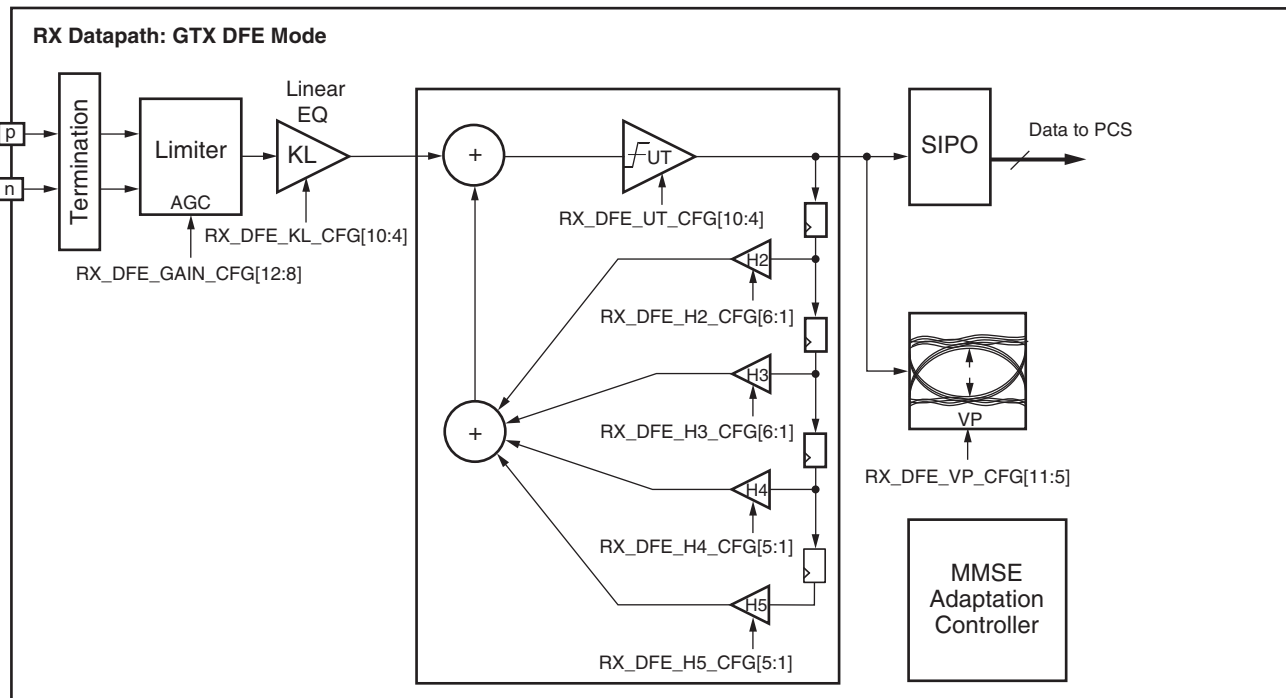 RX Datapath: GTX DFE Mode
p
n
Termination
Limiter
AGC
RX_DFE_GAIN_CFG[12:8]
Linear
EQ
KL
RX_DFE_KL_CFG[10:4]
+
UT
RX_DFE_UT_CFG[10:4]
H2
RX_DFE_H2_CFG[6:1]
H3
RX_DFE_H3_CFG[6:1]
+
H4
RX_DFE_H4_CFG[5:1]
H5
RX_DFE_H5_CFG[5:1]
SIPO
Data to PCS
VP
RX_DFE_VP_CFG[11:5]
MMSE
Adaptation
Controller